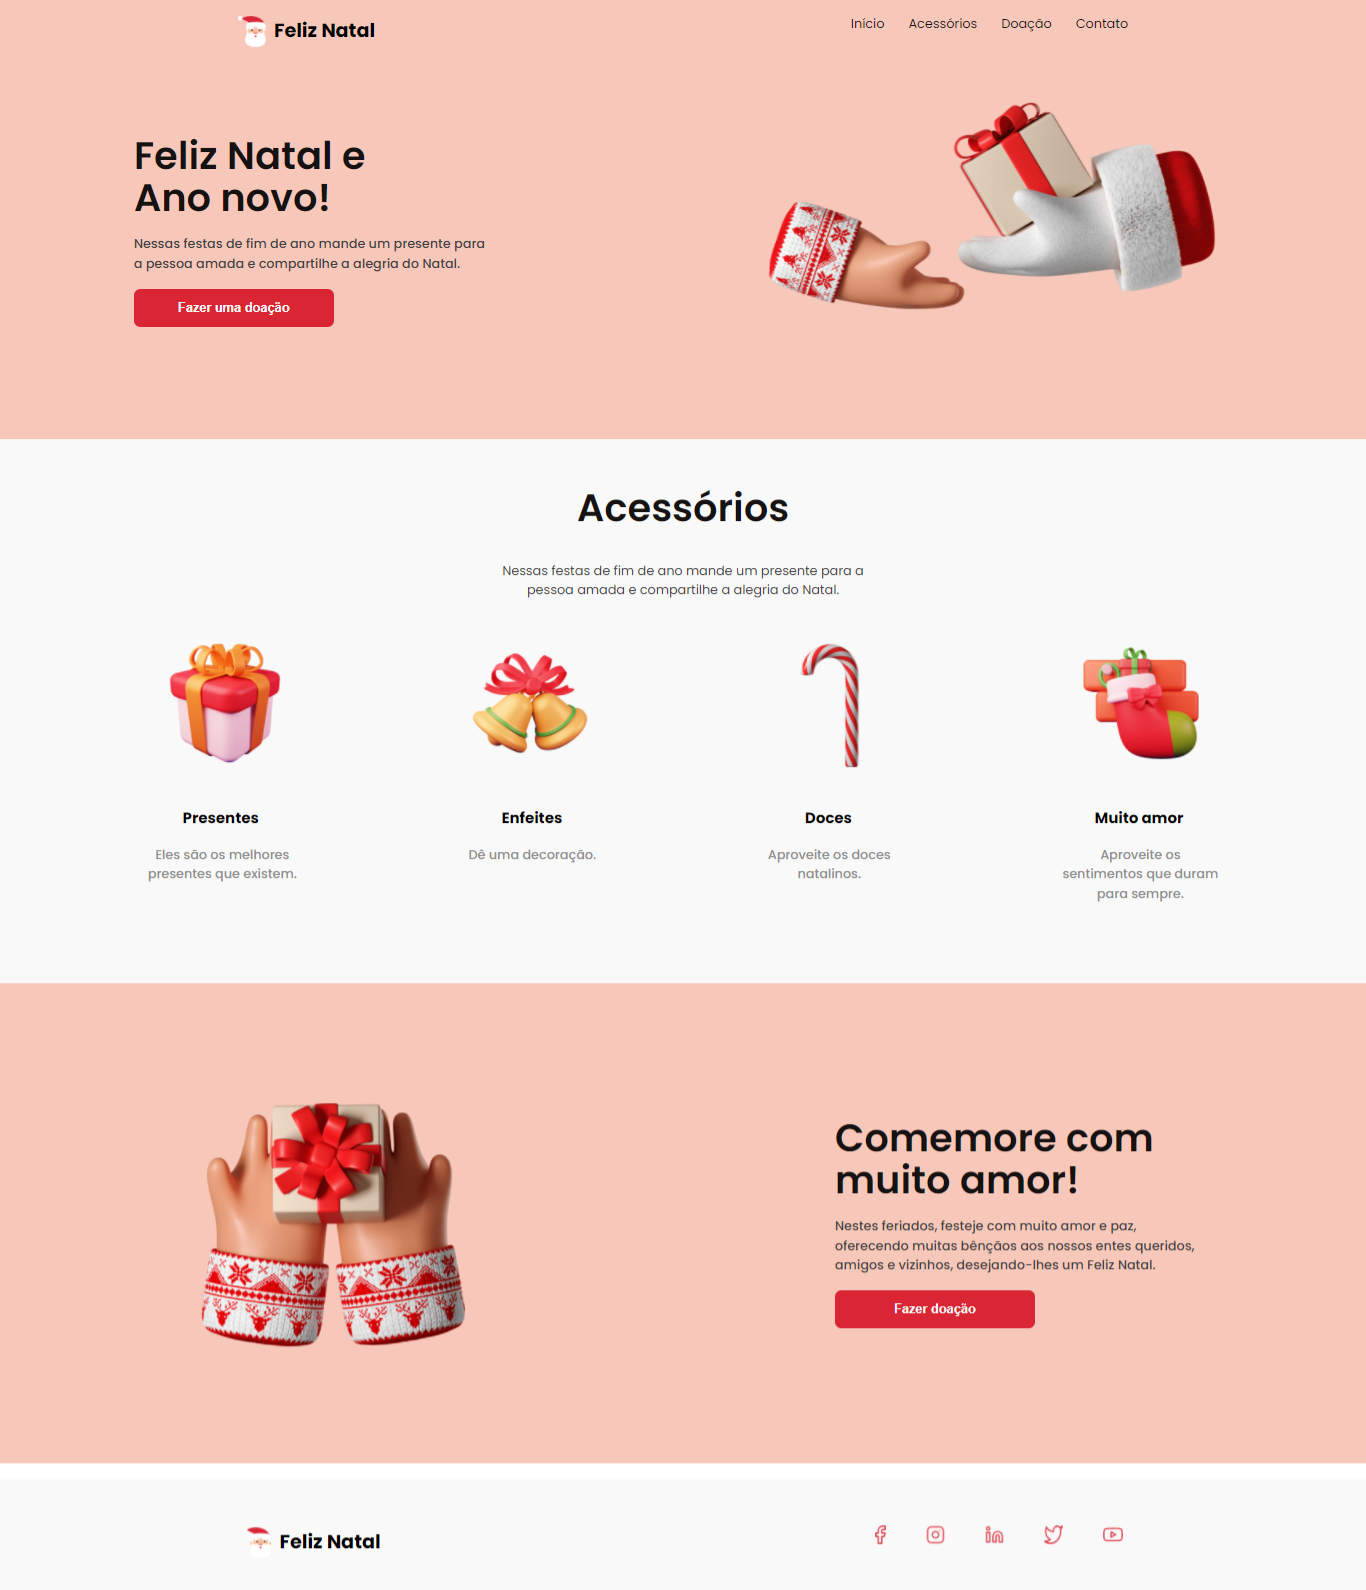 Feliz Natal
Início Acessórios Doação Contato
Feliz Natal e
Ano novo!
Nessas festas de fim de ano mande um presente para
a pessoa amada e compartilhe a alegria do Natal.
Fazer uma doação
Acessórios
Nessas festas de fim de ano mande um presente para a
pessoa amada e compartilhe a alegria do Natal.
Presentes
Eles são os melhores
presentes que existem.
Enfeites
Dê uma decoração.
Doces
Aproveite os doces
natalinos.
Muito amor
Aproveite os
sentimentos que duram
para sempre.
Comemore com
muito amor!
Nestes feriados, festeje com muito amor e paz,
oferecendo muitas bênçãos aos nossos entes queridos,
amigos e vizinhos, desejando-lhes um Feliz Natal.
Fazer doação
Feliz Natal